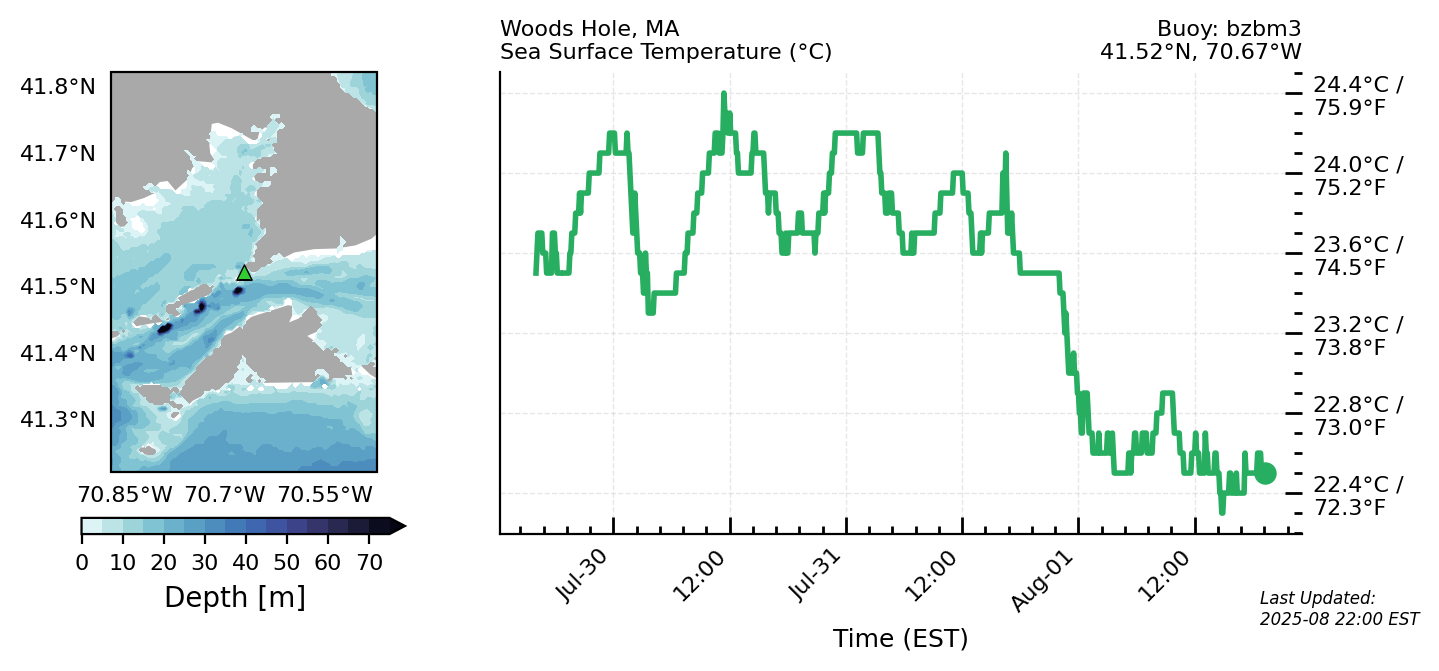 Woods Hole, MA
Sea Surface Temperature (°C)
Buoy: bzbm3
41.52°N, 70.67°W
41.8°N
41.7°N
41.6°N
41.5°N
41.4°N
41.3°N
70.85°W 70.7°W 70.55°W
0 10 20 30 40 50 60 70
Depth [m]
24.4°C /
75.9°F
24.0°C /
75.2°F
23.6°C /
74.5°F
23.2°C /
73.8°F
22.8°C /
73.0°F
22.4°C /
72.3°F
Jul-30
12:00
Jul-31
12:00
Aug-01
12:00
Time (EST)
Last Updated:
2025-08 22:00 EST